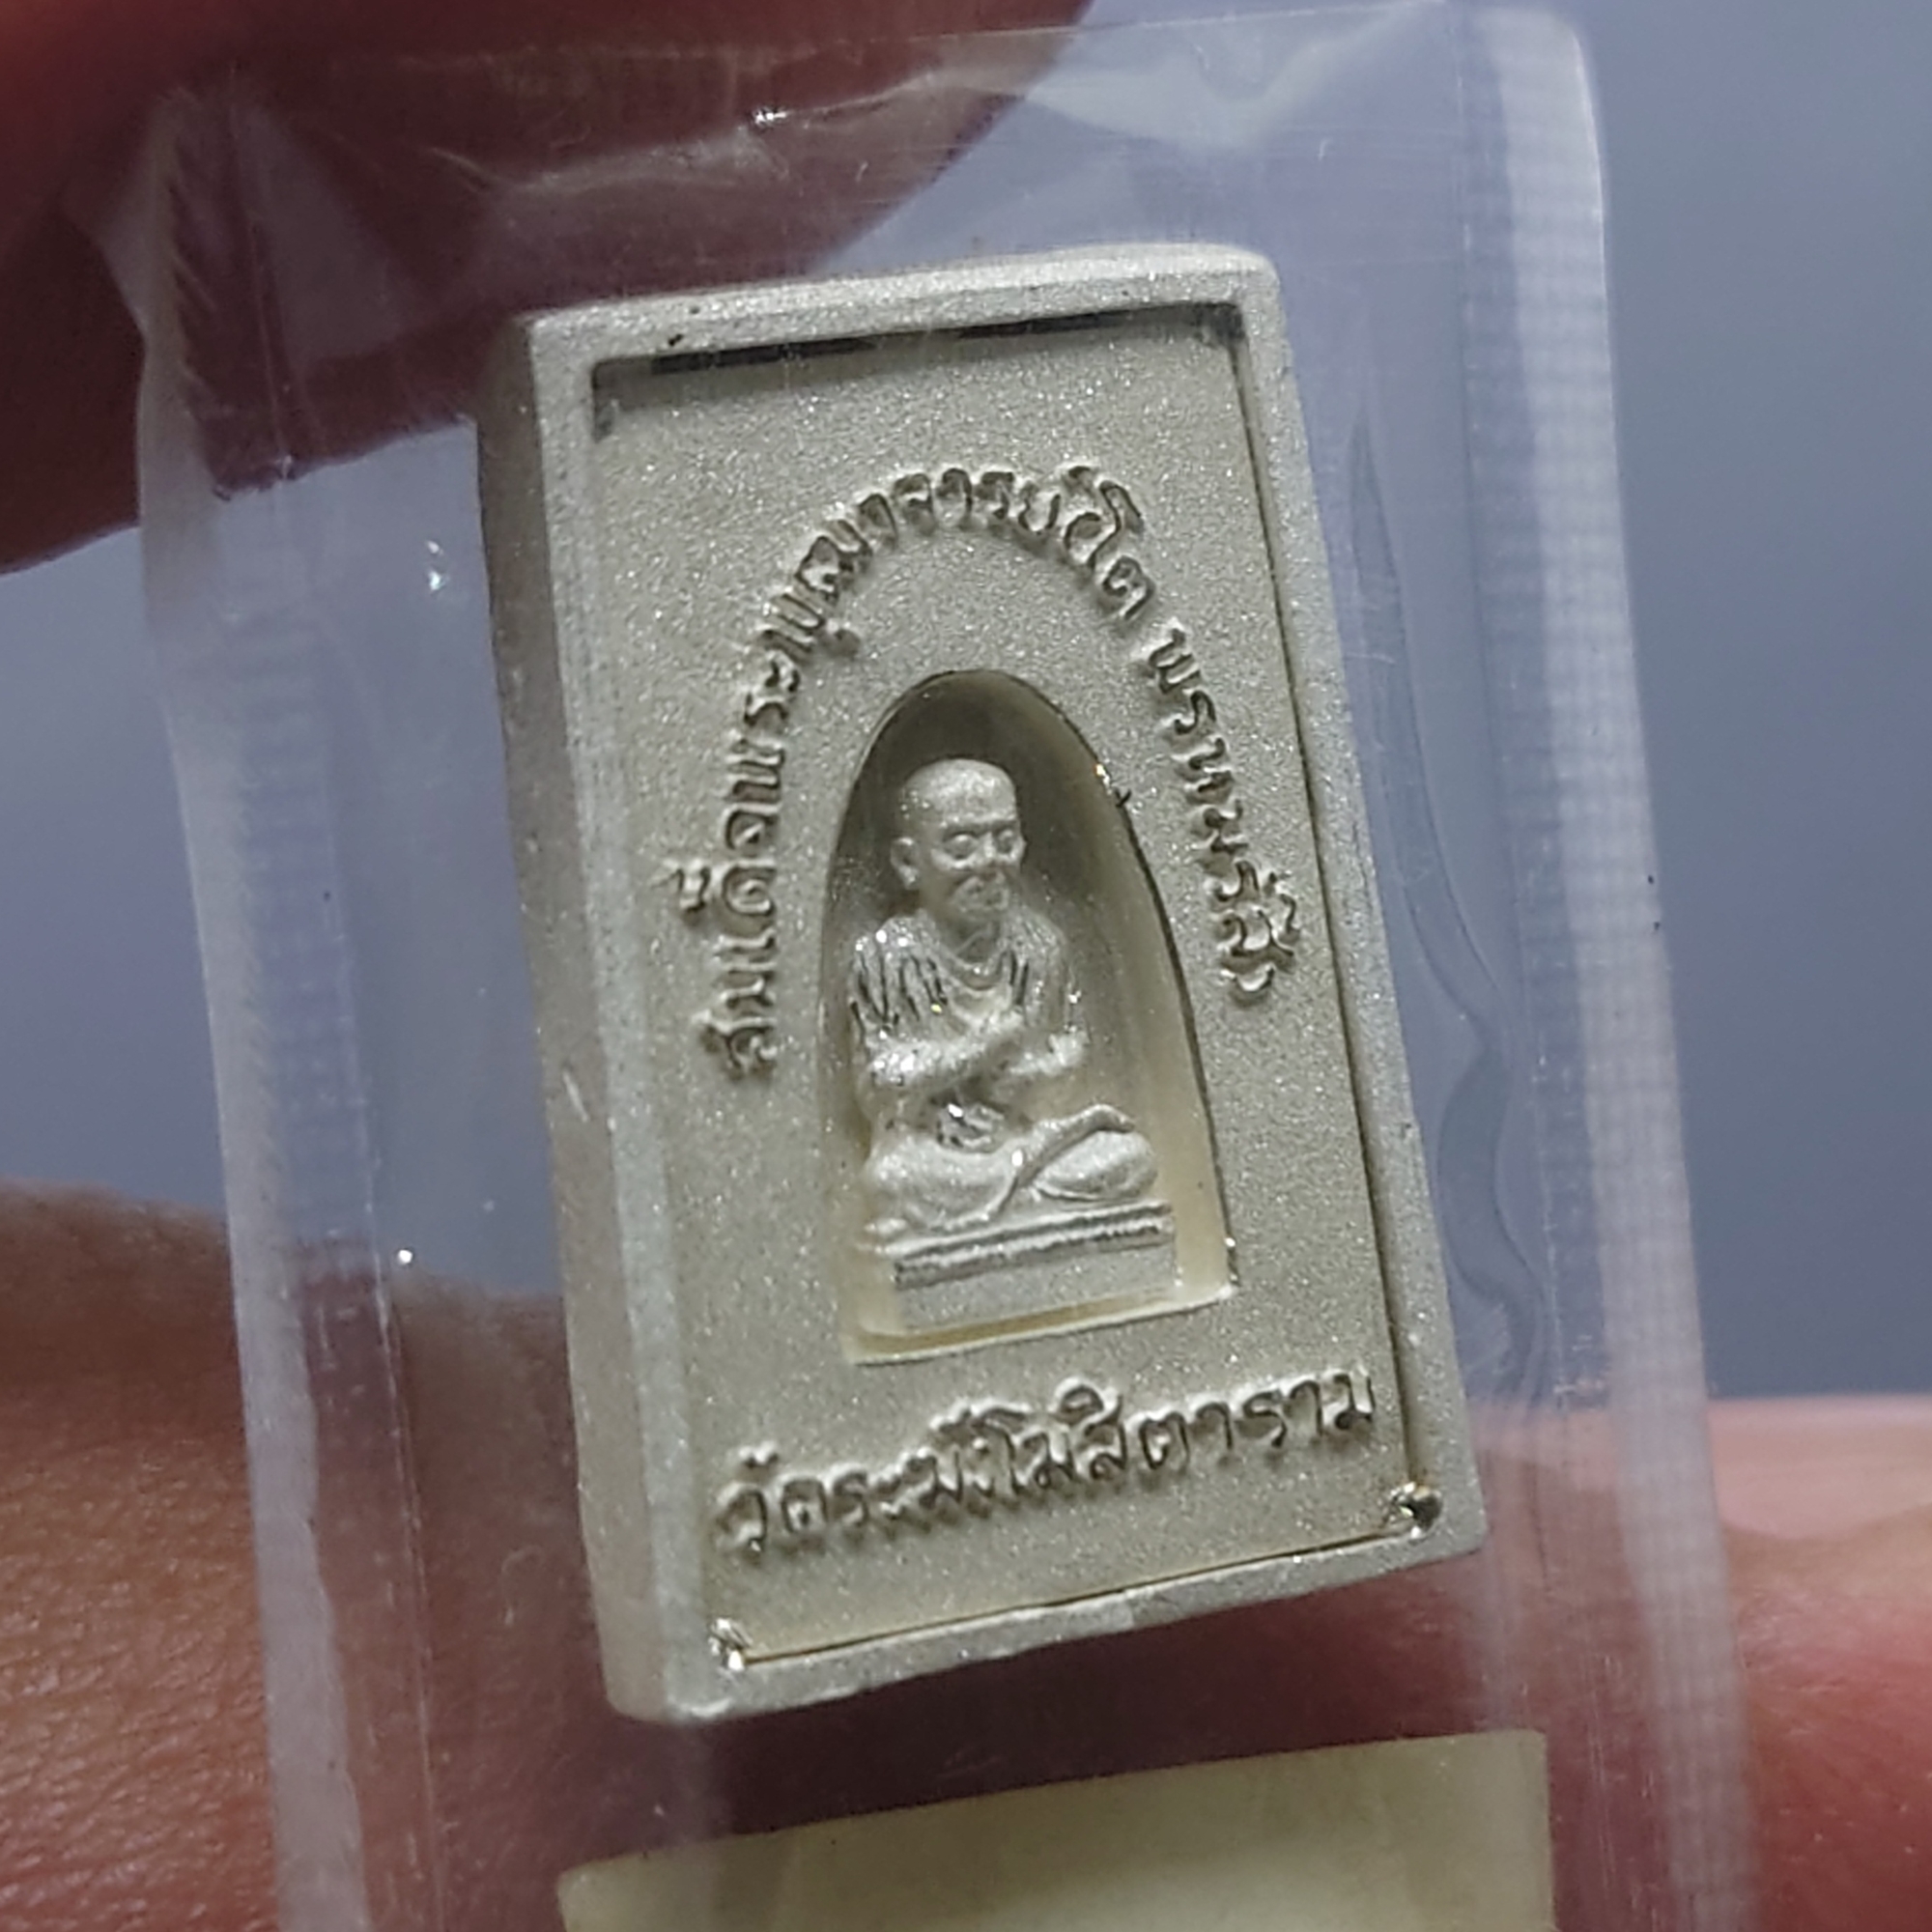 สมเด็จพระพุฒาจารย์โต พรหมรังสี
วัดระฆังโฆสิตาราม